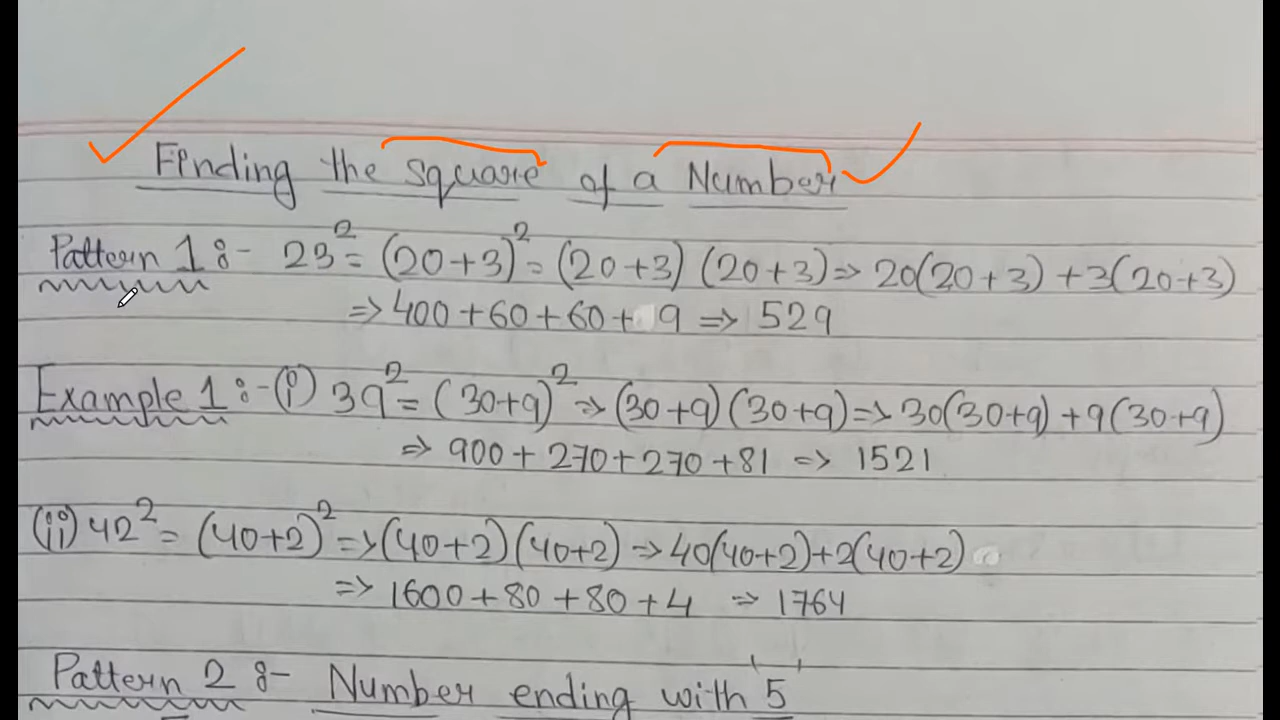 Finding the square of a Number
Pattern 1 :- 23² = (20+3)² = (20+3) (20+3) => 20(20+3) + 3(20+3)
=> 400 + 60 + 60 + 9 => 529
Example 1 :- (i) 39² = (30+9)² => (30+9) (30+9) => 30(30+9) + 9(30+9)
=> 900 + 270 + 270 + 81 => 1521
(ii) 42² = (40+2)² => (40+2) (40+2) => 40(40+2) + 2(40+2)
=> 1600 + 80 + 80 + 4 => 1764
Pattern 2 :- Number ending with 5